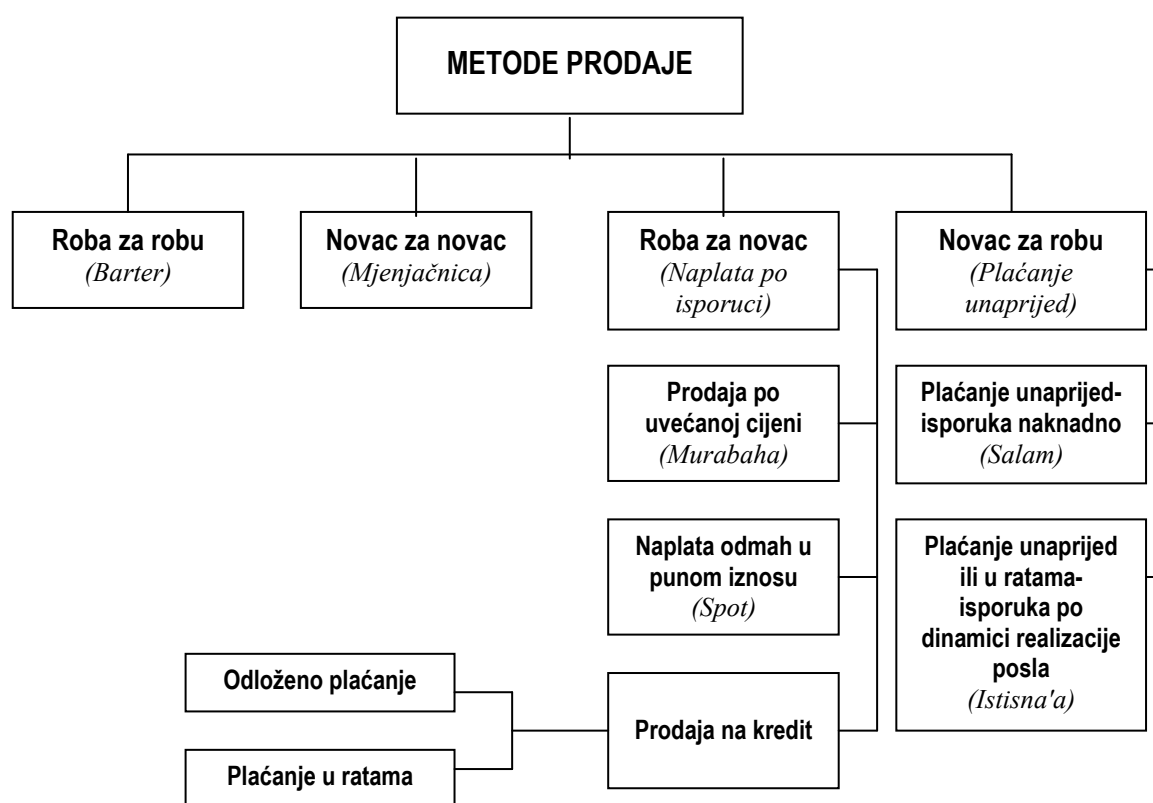 METODE PRODAJE
Roba za robu
(Barter)
Novac za novac
(Mjenjačnica)
Roba za novac
(Naplata po
isporuci)
Novac za robu
(Plaćanje
unaprijed)
Prodaja po
uvećanoj cijeni
(Murabaha)
Plaćanje unaprijed-
isporuka naknadno
(Salam)
Naplata odmah u
punom iznosu
(Spot)
Plaćanje unaprijed
ili u ratama-
isporuka po
dinamici realizacije
posla
(Istisna'a)
Odloženo plaćanje
Prodaja na kredit
Plaćanje u ratama